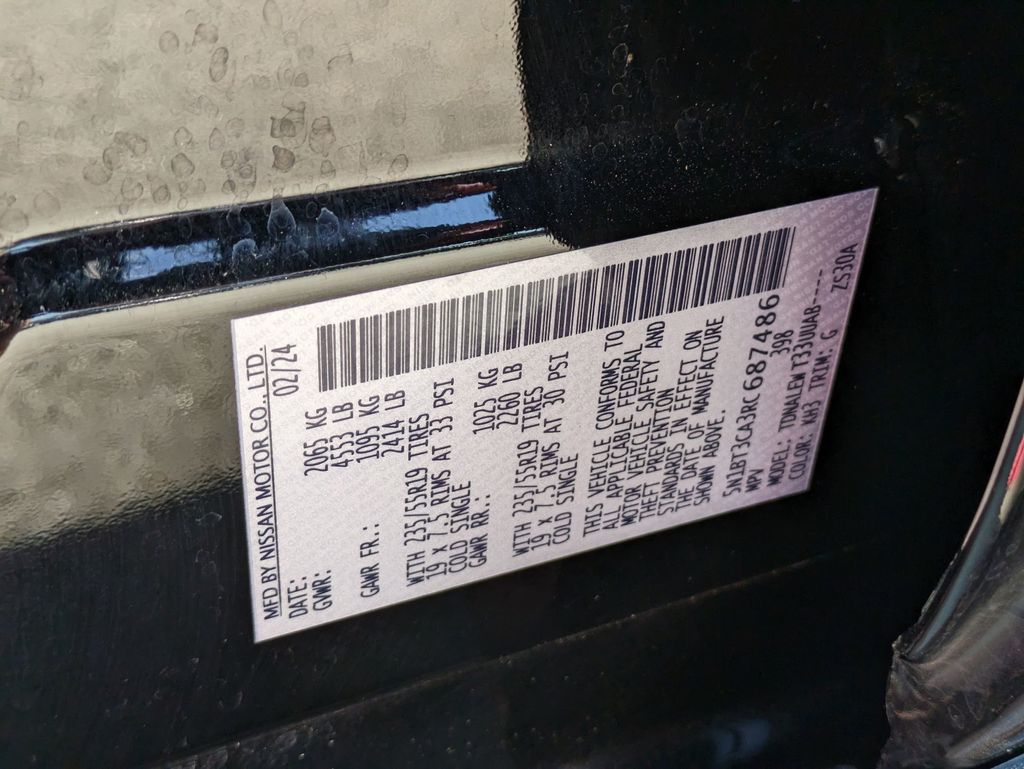 MFD BY NISSAN MOTOR CO., LTD.
DATE: 02/24
GVWR: 2065 KG
4553 LB
GAWR FR.: 1095 KG
2414 LB
WITH 235/55R19 TIRES
19 X 7.5 RIMS AT 33 PSI
COLD SINGLE
GAWR RR.: 1025 KG
2260 LB
WITH 235/55R19 TIRES
19 X 7.5 RIMS AT 30 PSI
COLD SINGLE
THIS VEHICLE CONFORMS TO
ALL APPLICABLE FEDERAL
MOTOR VEHICLE SAFETY AND
THEFT PREVENTION
STANDARDS IN EFFECT ON
THE DATE OF MANUFACTURE
SHOWN ABOVE.
5N1BT3CA3RC687486
MPV 398
MODEL: TDNALEW T33UUAB----
COLOR: KH3 TRIM: G ZS30A